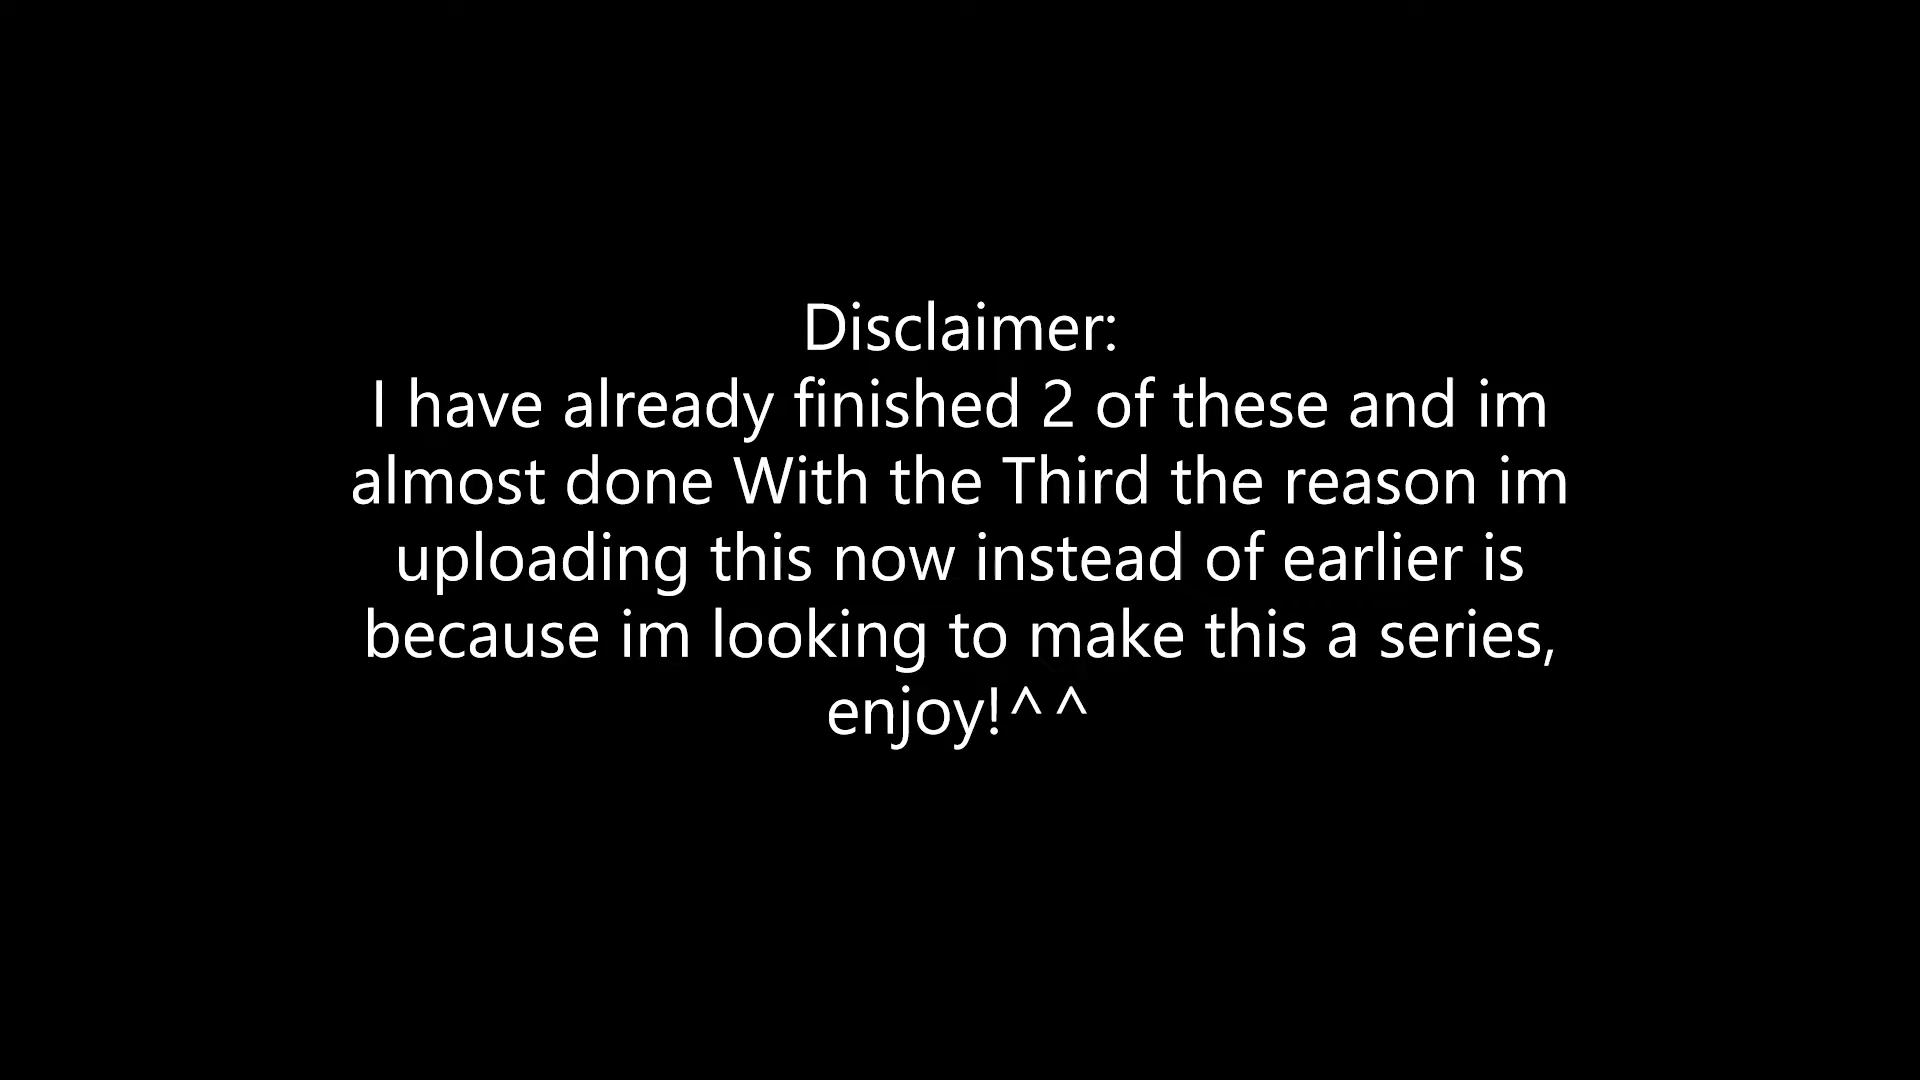 Disclaimer:
I have already finished 2 of these and im
almost done With the Third the reason im
uploading this now instead of earlier is
because im looking to make this a series,
enjoy!^^